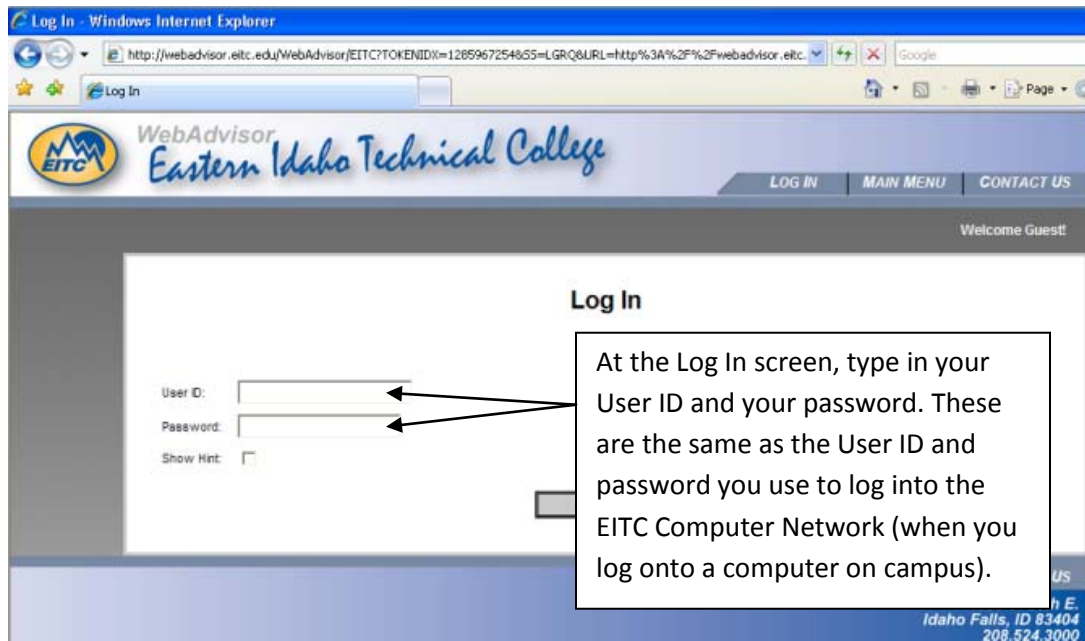 Log In - Windows Internet Explorer
http://webadvisor.eitc.edu/WebAdvisor/EITC?TOKENIDX=1285967254&SS=LGRQ&URL=http%3A%2F%2Fwebadvisor.eitc.
Google
Log In
Page
EITC
WebAdvisor
Eastern Idaho Technical College
LOG IN
MAIN MENU
CONTACT US
Welcome Guest!
Log In
User ID:
Password:
Show Hint:
At the Log In screen, type in your
User ID and your password. These
are the same as the User ID and
password you use to log into the
EITC Computer Network (when you
log onto a computer on campus).
US
h E.
Idaho Falls, ID 83404
208.524.3000